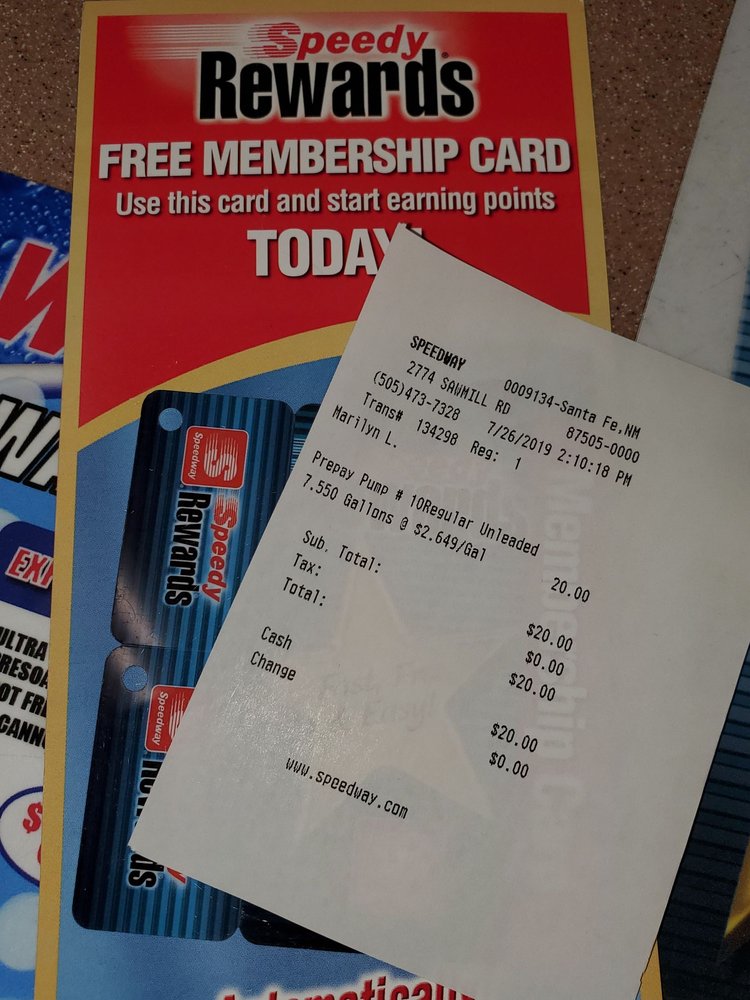 Speedy
Rewards
FREE MEMBERSHIP CARD
Use this card and start earning points
TODAY!
SPEEDWAY 0009134-Santa Fe,NM
2774 SAWMILL RD 87505-0000
(505)473-7328 7/26/2019 2:10:18 PM
Trans# 134298 Reg: 1
Marilyn L.
Prepay Pump # 10Regular Unleaded
7.550 Gallons @ $2.649/Gal 20.00
Sub. Total: $20.00
Tax: $0.00
Total: $20.00
Cash $20.00
Change $0.00
www.speedway.com
Speedway
Speedy
Rewards
Speedway
ULTRA